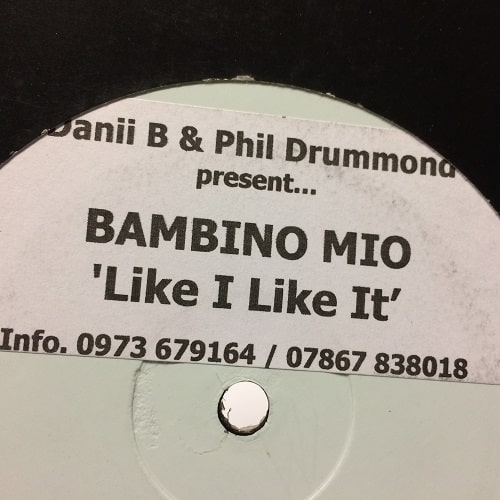 Danii B & Phil Drummond
present...
BAMBINO MIO
'Like I Like It’
Info. 0973 679164 / 07867 838018